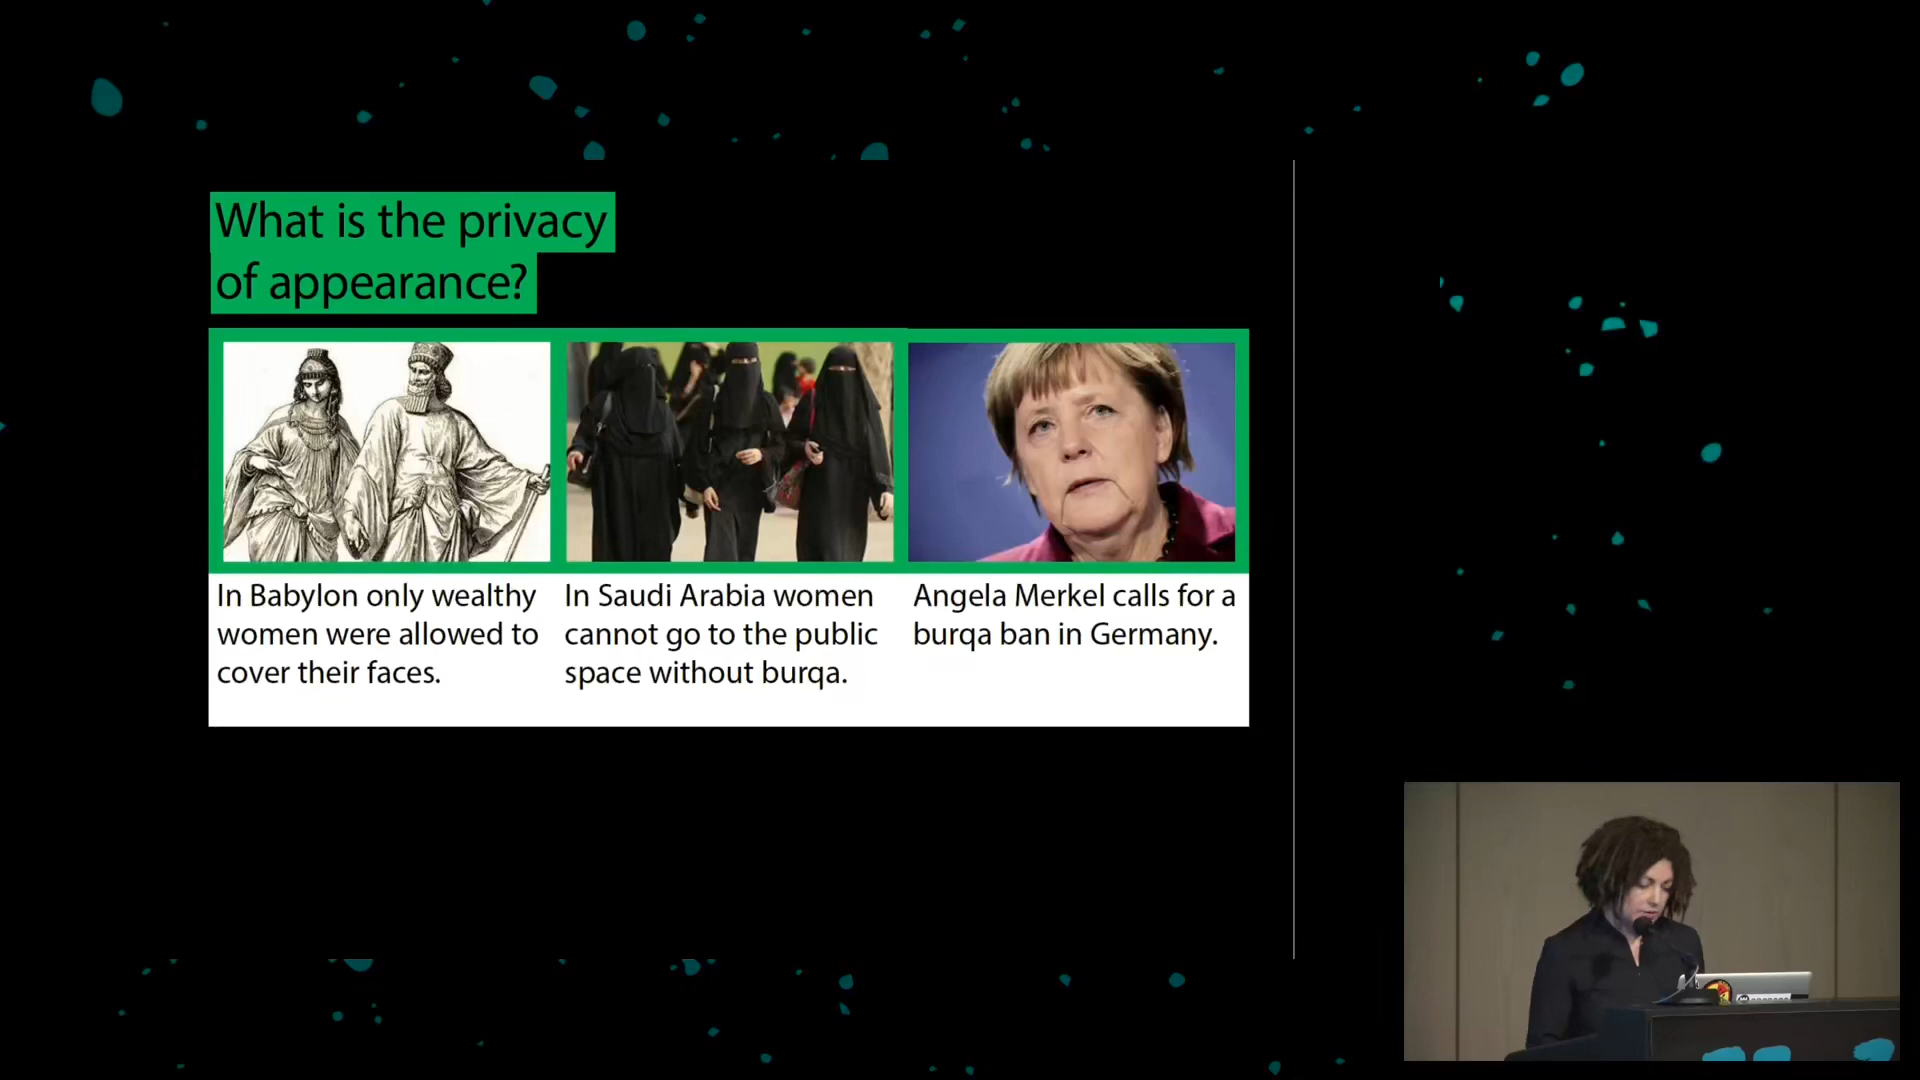 What is the privacy
of appearance?
In Babylon only wealthy
women were allowed to
cover their faces.
In Saudi Arabia women
cannot go to the public
space without burqa.
Angela Merkel calls for a
burqa ban in Germany.